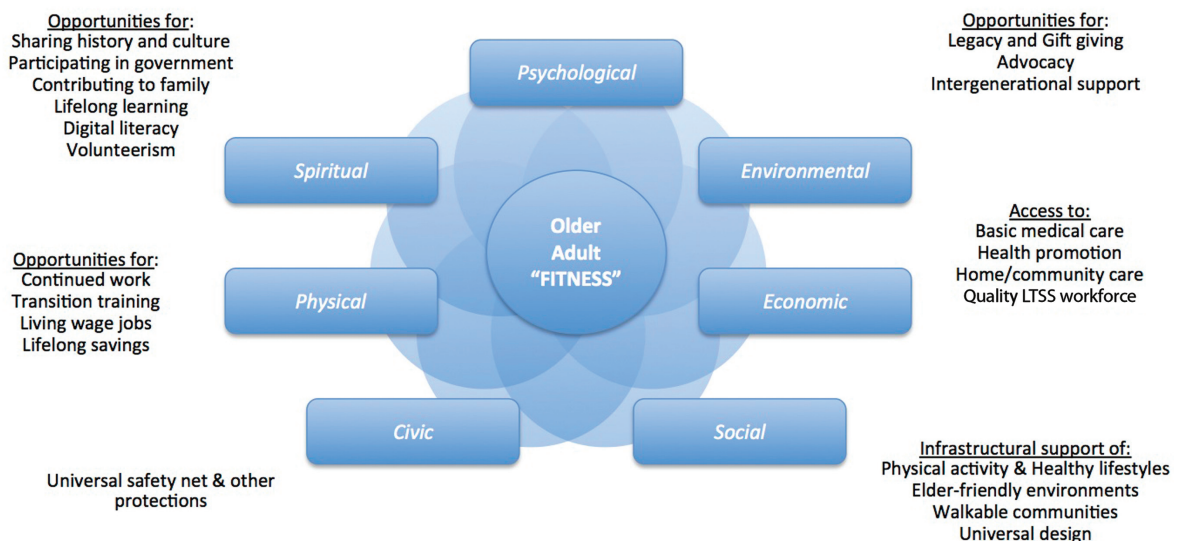 Opportunities for:
Sharing history and culture
Participating in government
Contributing to family
Lifelong learning
Digital literacy
Volunteerism
Opportunities for:
Legacy and Gift giving
Advocacy
Intergenerational support
Psychological
Spiritual
Environmental
Older
Adult
“FITNESS”
Access to:
Basic medical care
Health promotion
Home/community care
Quality LTSS workforce
Opportunities for:
Continued work
Transition training
Living wage jobs
Lifelong savings
Physical
Economic
Civic
Social
Universal safety net & other
protections
Infrastructural support of:
Physical activity & Healthy lifestyles
Elder-friendly environments
Walkable communities
Universal design